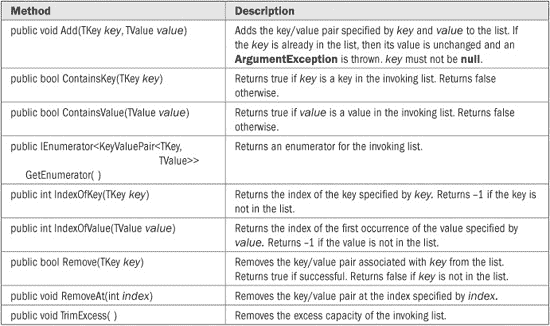 Method
Description
public void Add(TKey key, TValue value)
Adds the key/value pair specified by key and value to the list. If
the key is already in the list, then its value is unchanged and an
ArgumentException is thrown. key must not be null.
public bool ContainsKey(TKey key)
Returns true if key is a key in the invoking list. Returns false
otherwise.
public bool ContainsValue(TValue value)
Returns true if value is a value in the invoking list. Returns false
otherwise.
public IEnumerator<KeyValuePair<TKey,
TValue>>
GetEnumerator( )
Returns an enumerator for the invoking list.
public int IndexOfKey(TKey key)
Returns the index of the key specified by key. Returns –1 if the key is
not in the list.
public int IndexOfValue(TValue value)
Returns the index of the first occurrence of the value specified by
value. Returns –1 if the value is not in the list.
public bool Remove(TKey key)
Removes the key/value pair associated with key from the list.
Returns true if successful. Returns false if key is not in the list.
public void RemoveAt(int index)
Removes the key/value pair at the index specified by index.
public void TrimExcess( )
Removes the excess capacity of the invoking list.